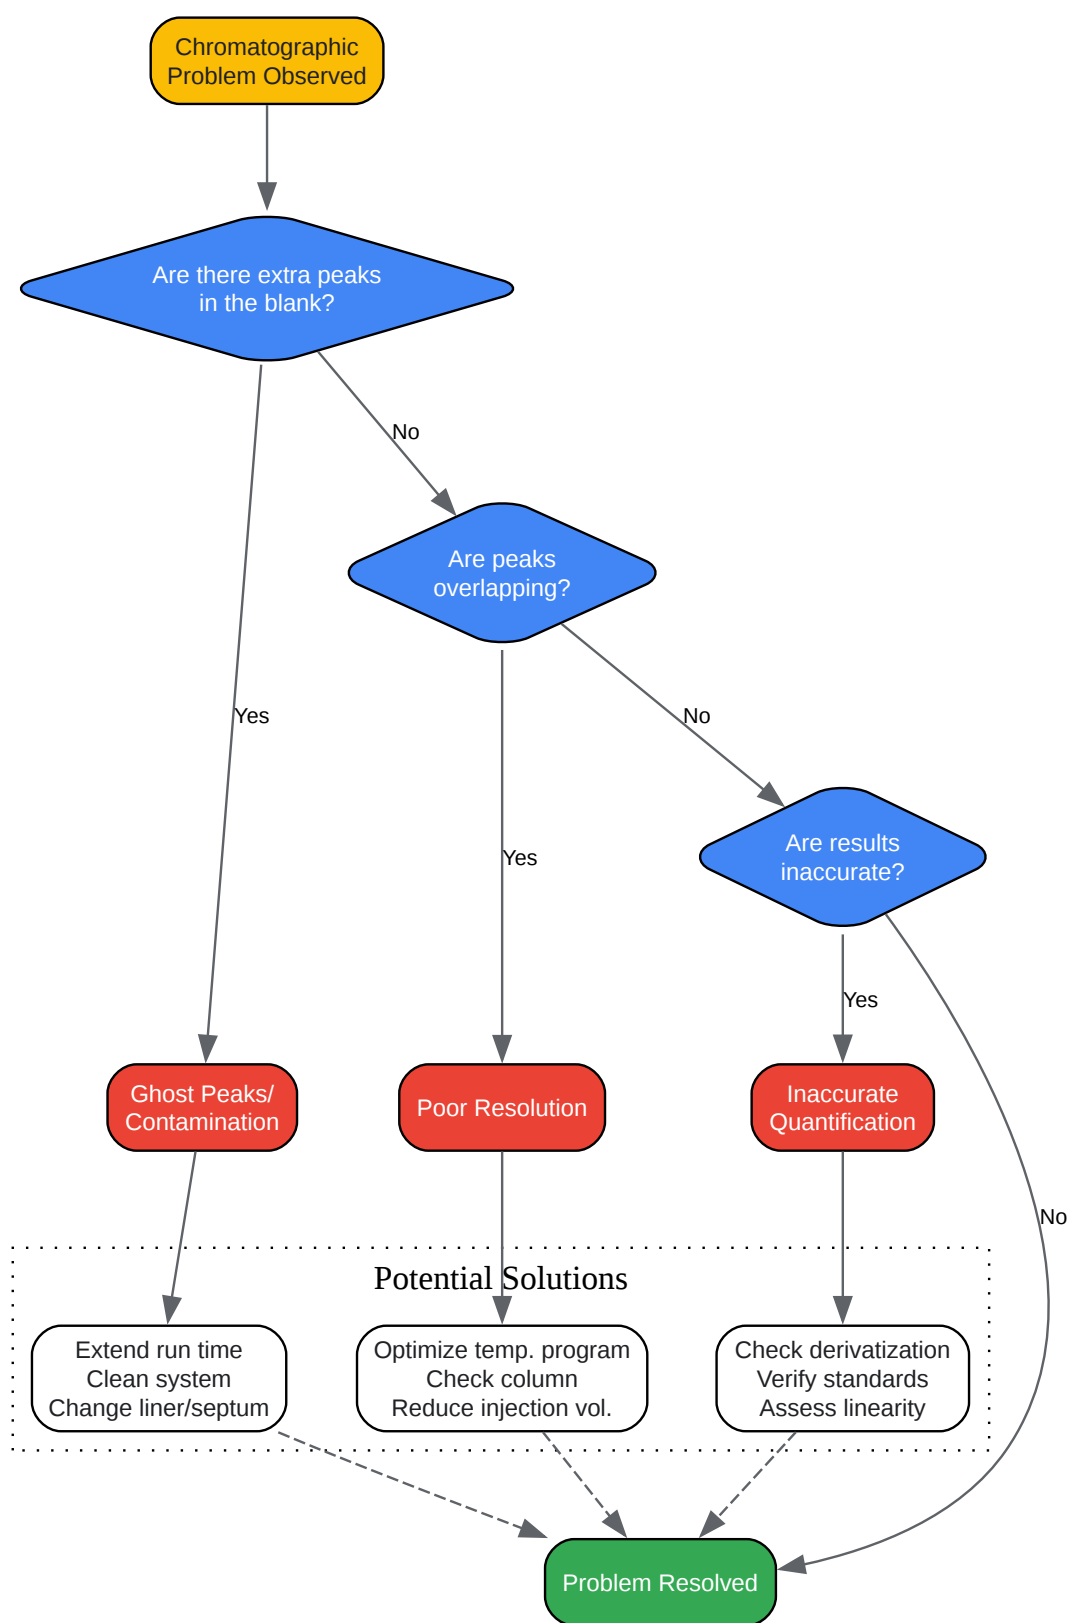 Chromatographic
Problem Observed
Are there extra peaks
in the blank?
No
Are peaks
overlapping?
Yes
No
Are results
inaccurate?
Yes
Yes
Ghost Peaks/
Contamination
Poor Resolution
Inaccurate
Quantification
No
Potential Solutions
Extend run time
Clean system
Change liner/septum
Optimize temp. program
Check column
Reduce injection vol.
Check derivatization
Verify standards
Assess linearity
Problem Resolved